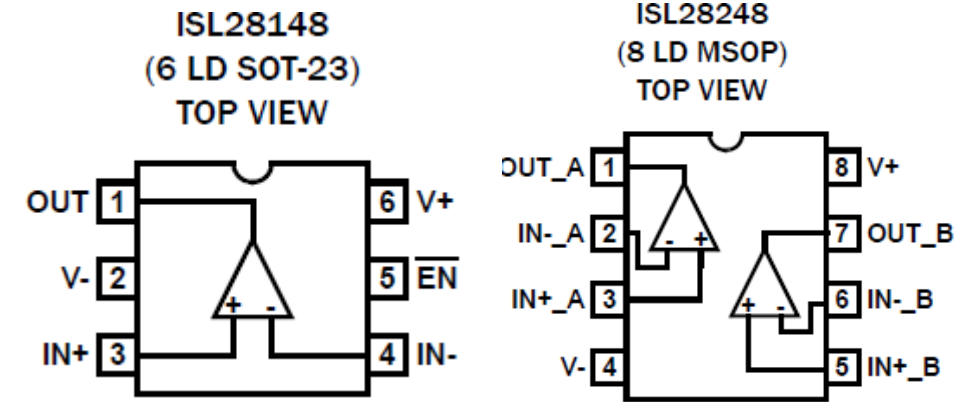 ISL28148
(6 LD SOT-23)
TOP VIEW
OUT 1
6 V+
V- 2
5 EN
IN+ 3
4 IN-
+ -
ISL28248
(8 LD MSOP)
TOP VIEW
OUT_A 1
8 V+
IN-_A 2
7 OUT_B
- +
IN+_A 3
6 IN-_B
+ -
V- 4
5 IN+_B